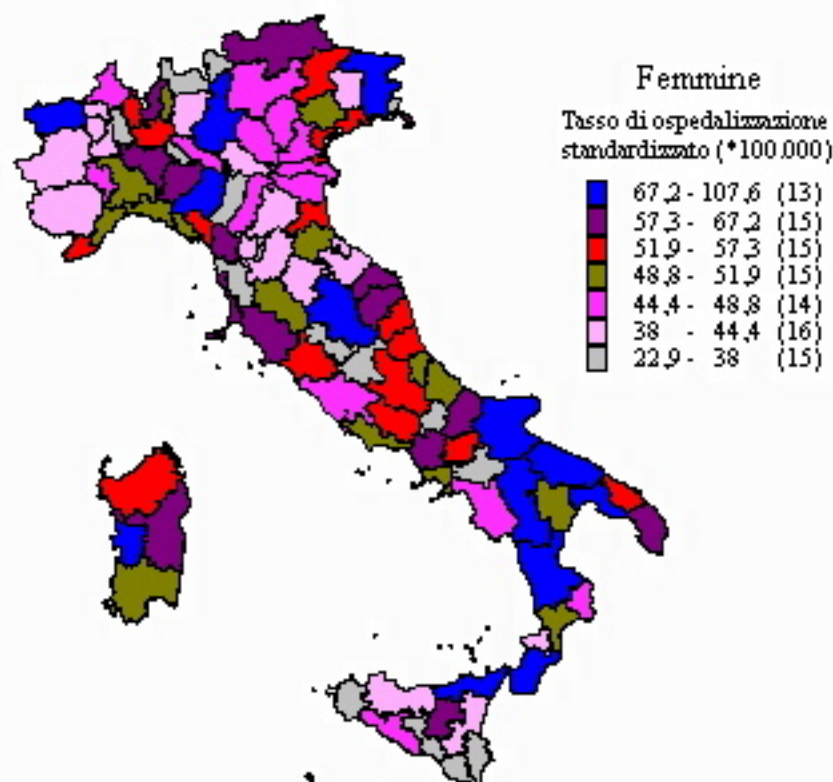 Femmine
Tasso di ospedalizzazione
standardizzato (*100.000)
67,2 - 107,6 (13)
57,3 - 67,2 (15)
51,9 - 57,3 (15)
48,8 - 51,9 (15)
44,4 - 48,8 (14)
38 - 44,4 (16)
22,9 - 38 (15)